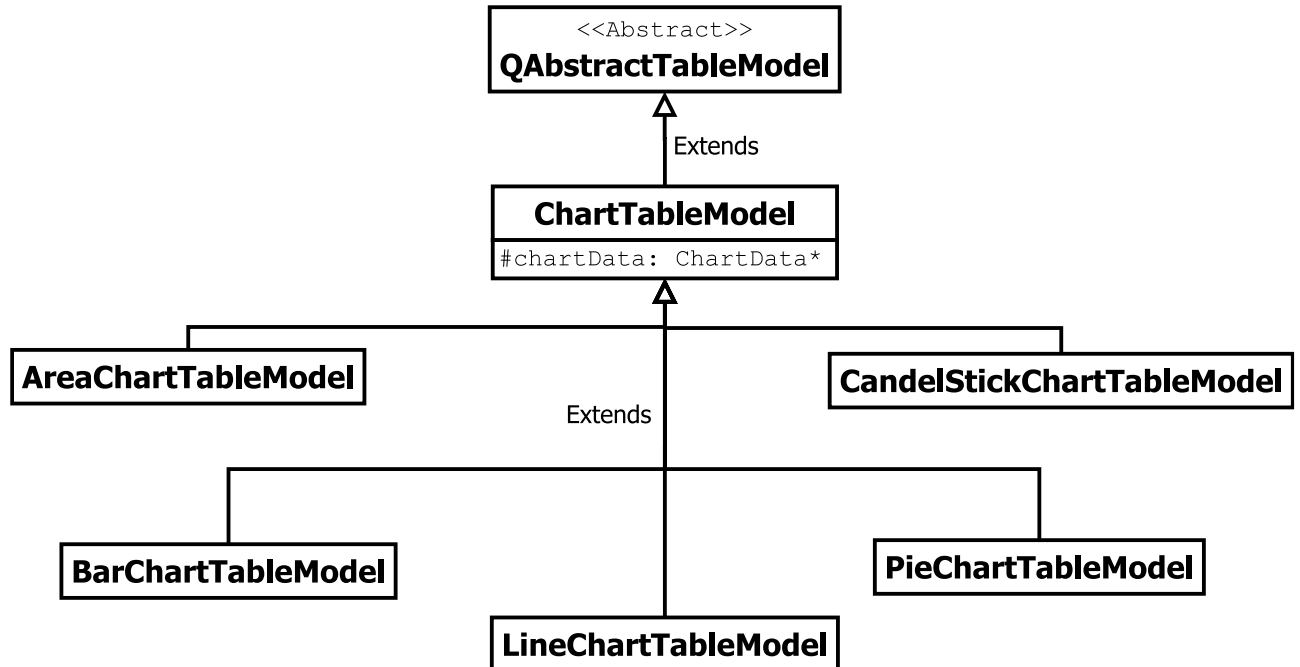 <<Abstract>>
QAbstractTableModel
Extends
ChartTableModel
#chartData: ChartData*
AreaChartTableModel
CandelStickChartTableModel
Extends
BarChartTableModel
PieChartTableModel
LineChartTableModel